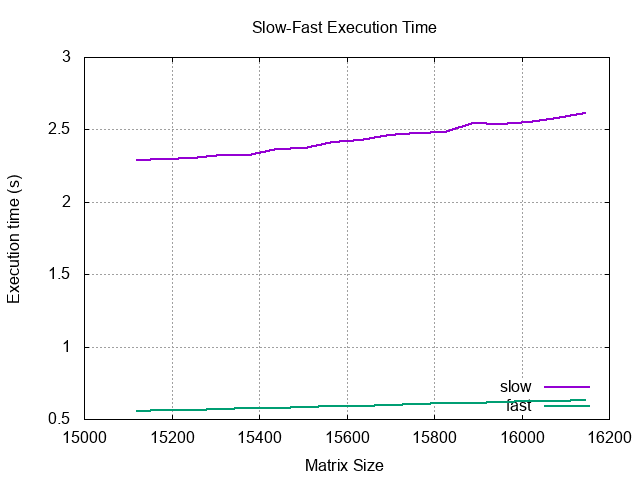 Slow-Fast Execution Time
3
2.5
2
1.5
1
0.5
Execution time (s)
slow
fast
15000 15200 15400 15600 15800 16000 16200
Matrix Size